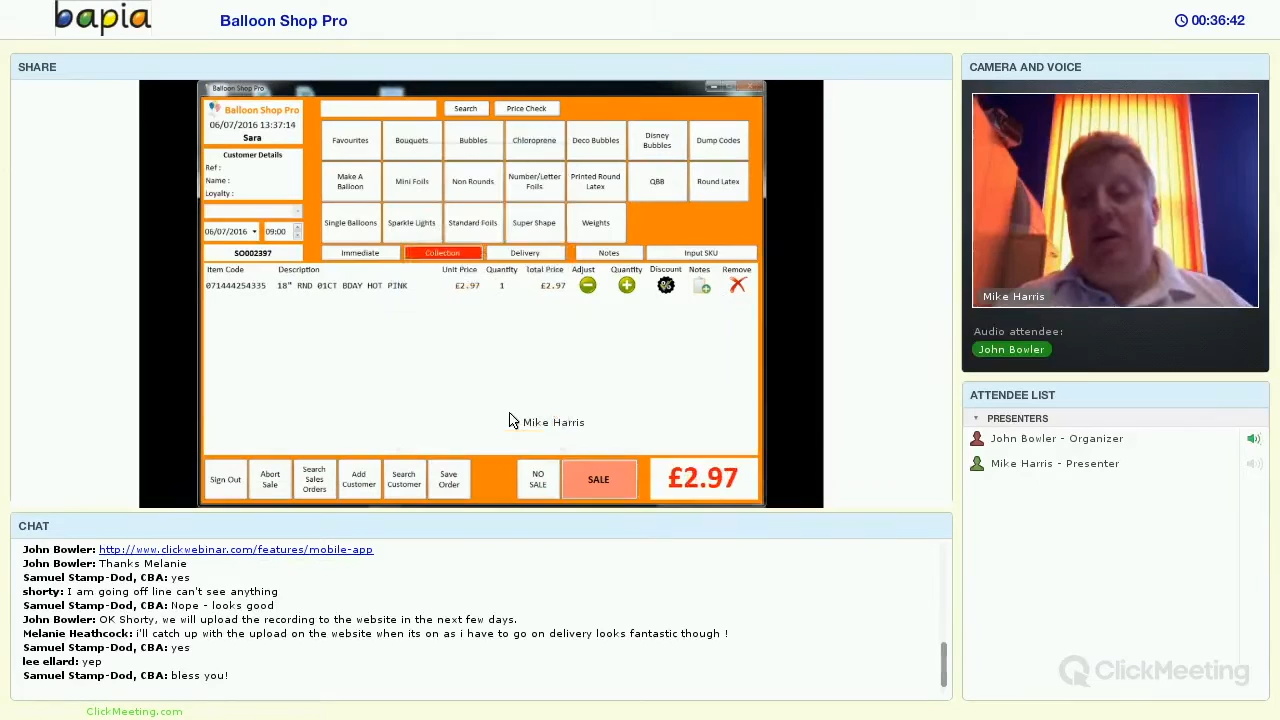 bapia
Balloon Shop Pro
00:36:42
SHARE
Balloon Shop Pro
Balloon Shop Pro
06/07/2016 13:37:14
Sara
Customer Details
Ref :
Name :
Loyalty :
06/07/2016
09:00
SO002397
Search
Price Check
Favourites
Bouquets
Bubbles
Chloroprene
Deco Bubbles
Disney
Bubbles
Dump Codes
Make A
Balloon
Mini Foils
Non Rounds
Number/Letter
Foils
Printed Round
Latex
QBB
Round Latex
Single Balloons
Sparkle Lights
Standard Foils
Super Shape
Weights
Immediate
Collection
Delivery
Notes
Input SKU
Item Code Description Unit Price Quantity Total Price Adjust Quantity Discount Notes Remove
071444254335 18" RND 01CT BDAY HOT PINK £2.97 1 £2.97 %
Mike Harris
Sign Out
Abort
Sale
Search
Sales
Orders
Add
Customer
Search
Customer
Save
Order
NO
SALE
SALE
£2.97
CAMERA AND VOICE
Mike Harris
Audio attendee:
John Bowler
ATTENDEE LIST
PRESENTERS
John Bowler - Organizer
Mike Harris - Presenter
CHAT
John Bowler: http://www.clickwebinar.com/features/mobile-app
John Bowler: Thanks Melanie
Samuel Stamp-Dod, CBA: yes
shorty: I am going off line can't see anything
Samuel Stamp-Dod, CBA: Nope - looks good
John Bowler: OK Shorty, we will upload the recording to the website in the next few days.
Melanie Heathcock: i'll catch up with the upload on the website when its on as i have to go on delivery looks fantastic though !
Samuel Stamp-Dod, CBA: yes
lee ellard: yep
Samuel Stamp-Dod, CBA: bless you!
ClickMeeting
ClickMeeting.com